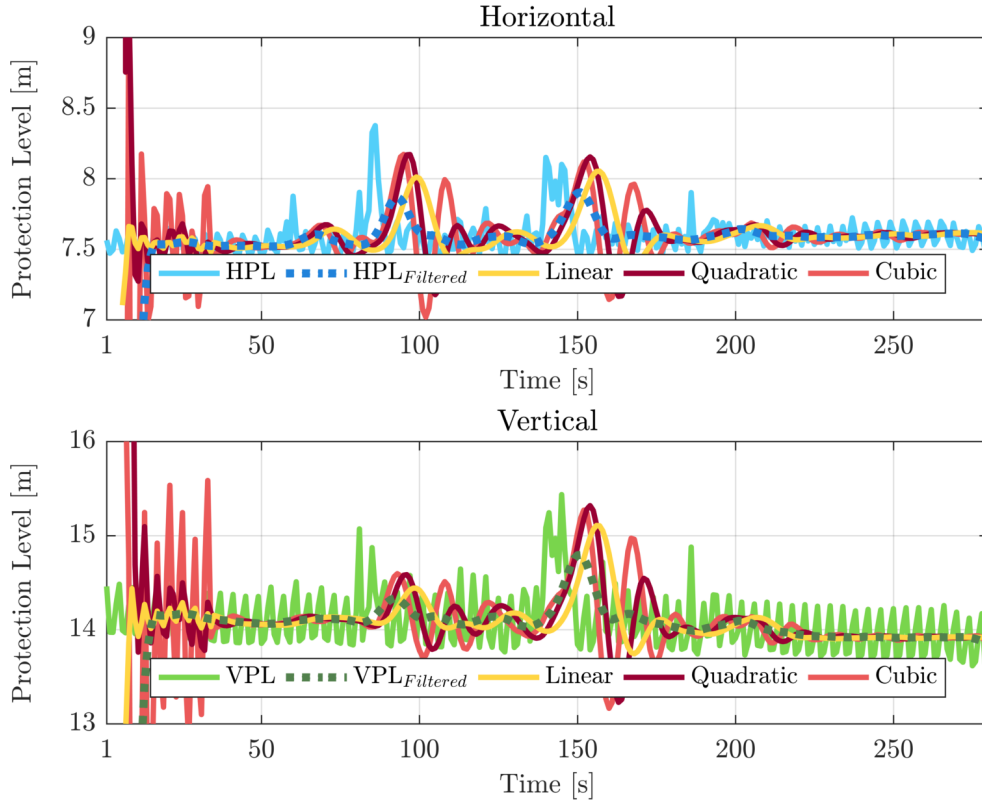 Horizontal
Protection Level [m]
9
8.5
8
7.5
7
HPL HPL_Filtered Linear Quadratic Cubic
1 50 100 150 200 250
Time [s]
Vertical
Protection Level [m]
16
15
14
13
VPL VPL_Filtered Linear Quadratic Cubic
1 50 100 150 200 250
Time [s]